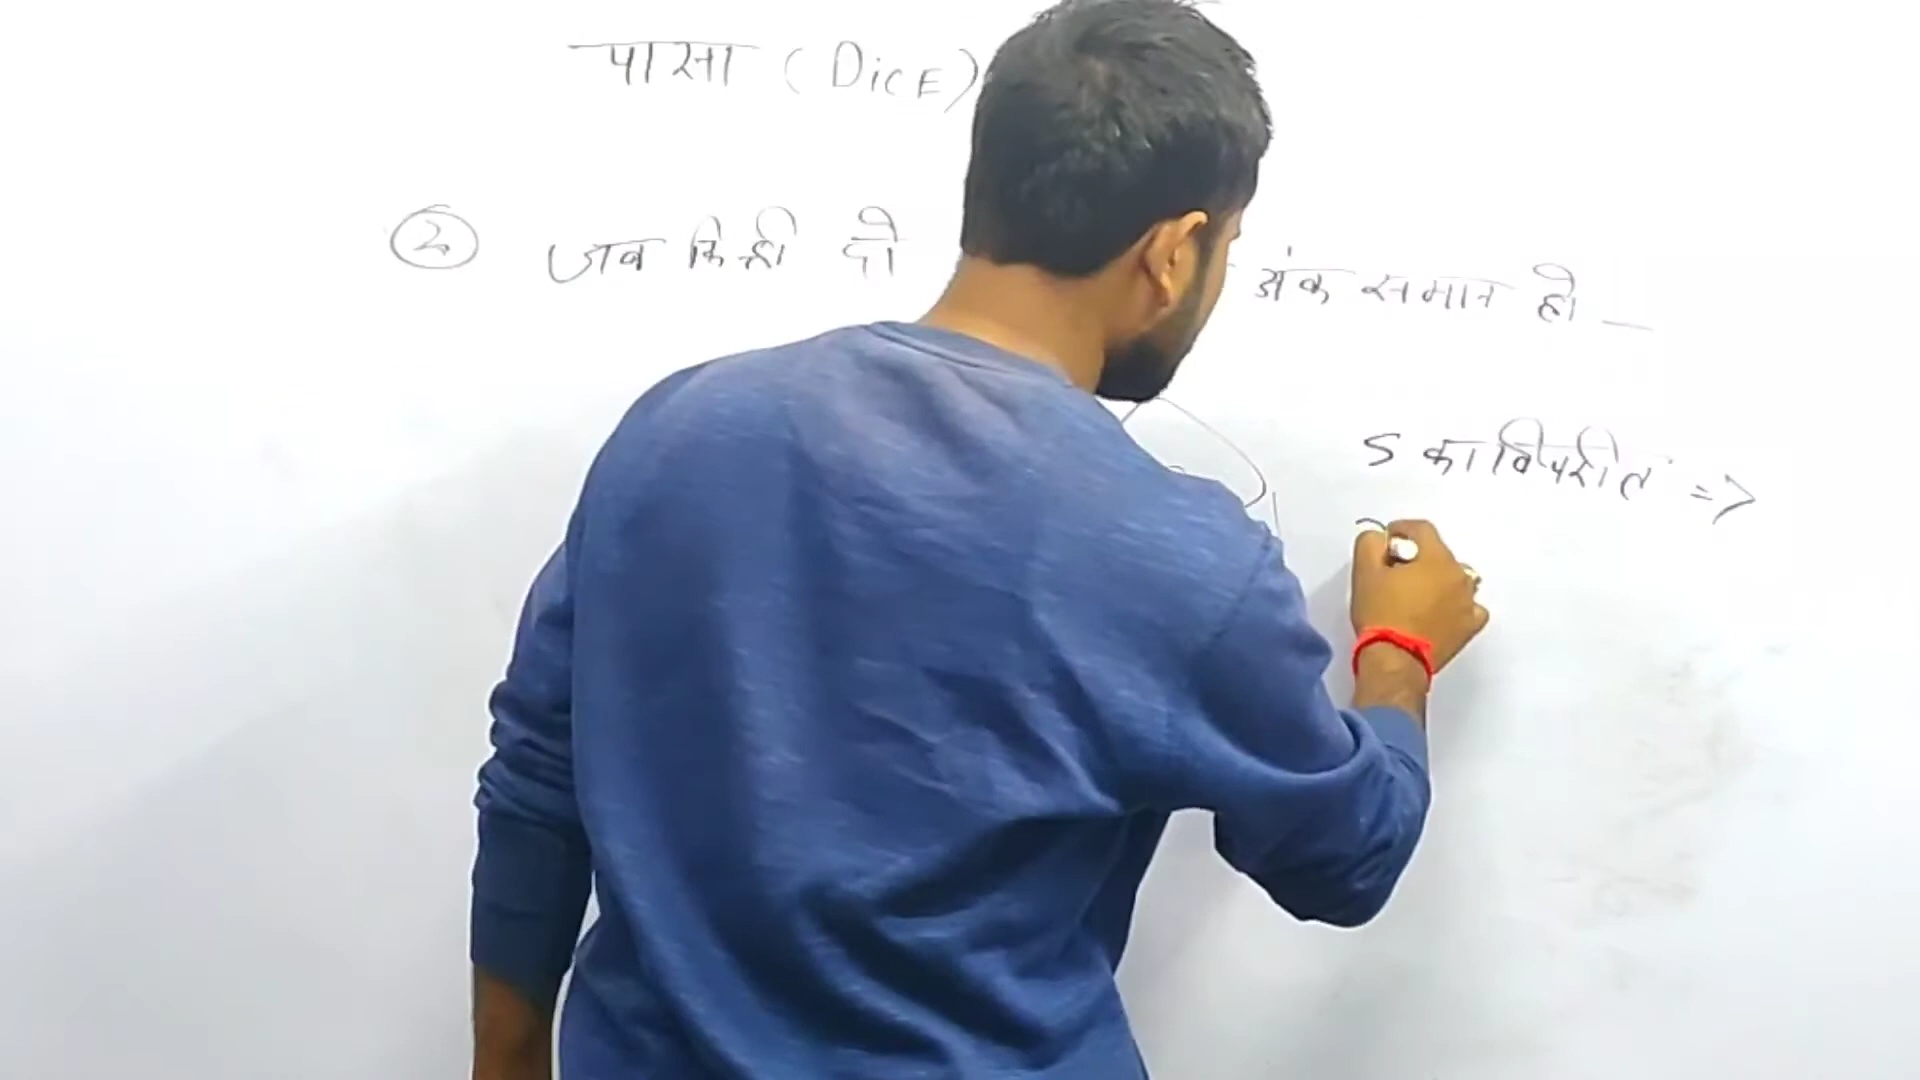 पासा (DicE)
② जब किन्ही दो अंक समान हो _
5 का विपरीत =>